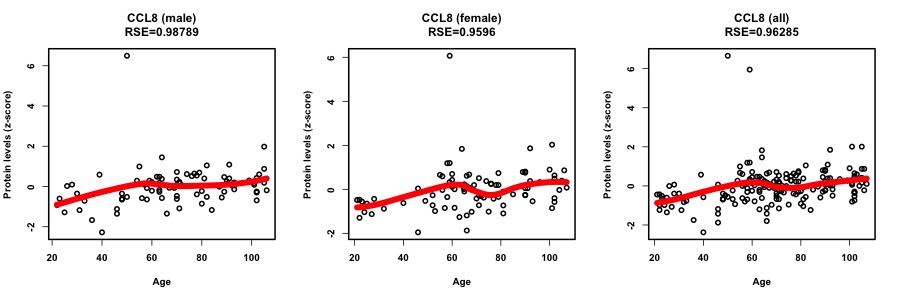 CCL8 (male)
RSE=0.98789
Protein levels (z-score)
6
4
2
0
-2
20 40 60 80 100
Age
CCL8 (female)
RSE=0.9596
Protein levels (z-score)
6
4
2
0
-2
20 40 60 80 100
Age
CCL8 (all)
RSE=0.96285
Protein levels (z-score)
6
4
2
0
-2
20 40 60 80 100
Age